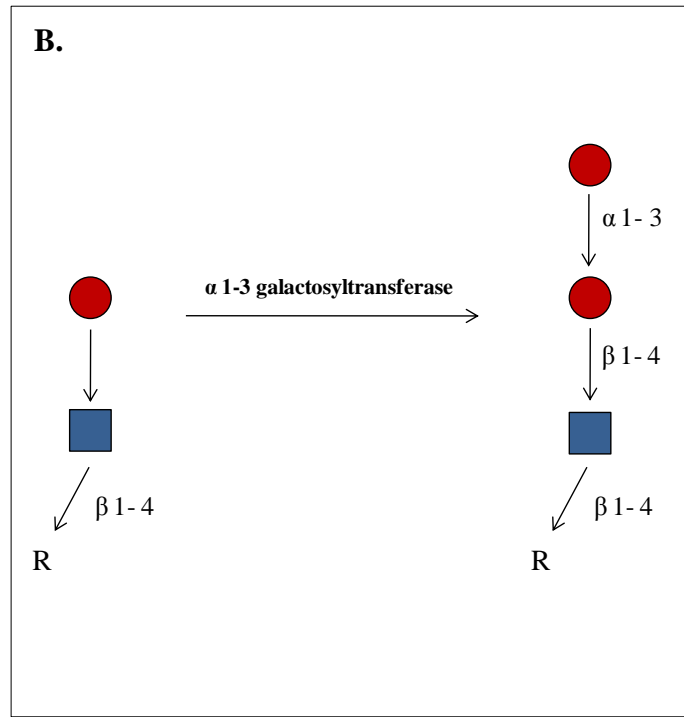 B.
α 1- 3
α 1-3 galactosyltransferase
β 1- 4
β 1- 4
β 1- 4
R
R